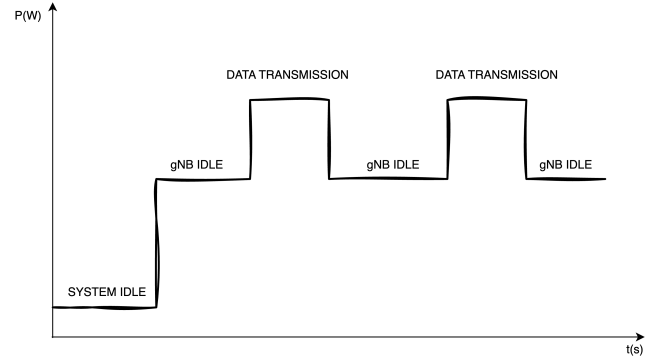 P(W)
DATA TRANSMISSION
DATA TRANSMISSION
gNB IDLE
gNB IDLE
gNB IDLE
SYSTEM IDLE
t(s)